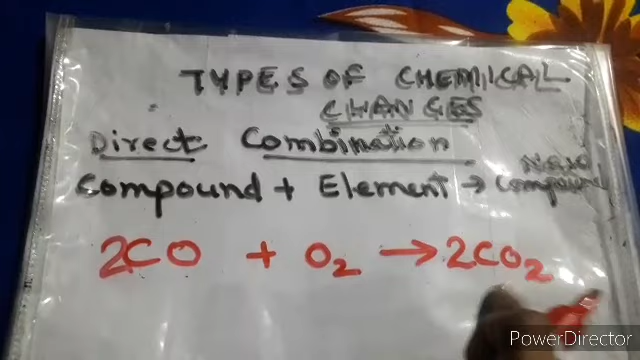 TYPES OF CHEMICAL
CHANGES
Direct Combination
Compound + Element → New Compound
2CO + O₂ → 2CO₂
PowerDirector